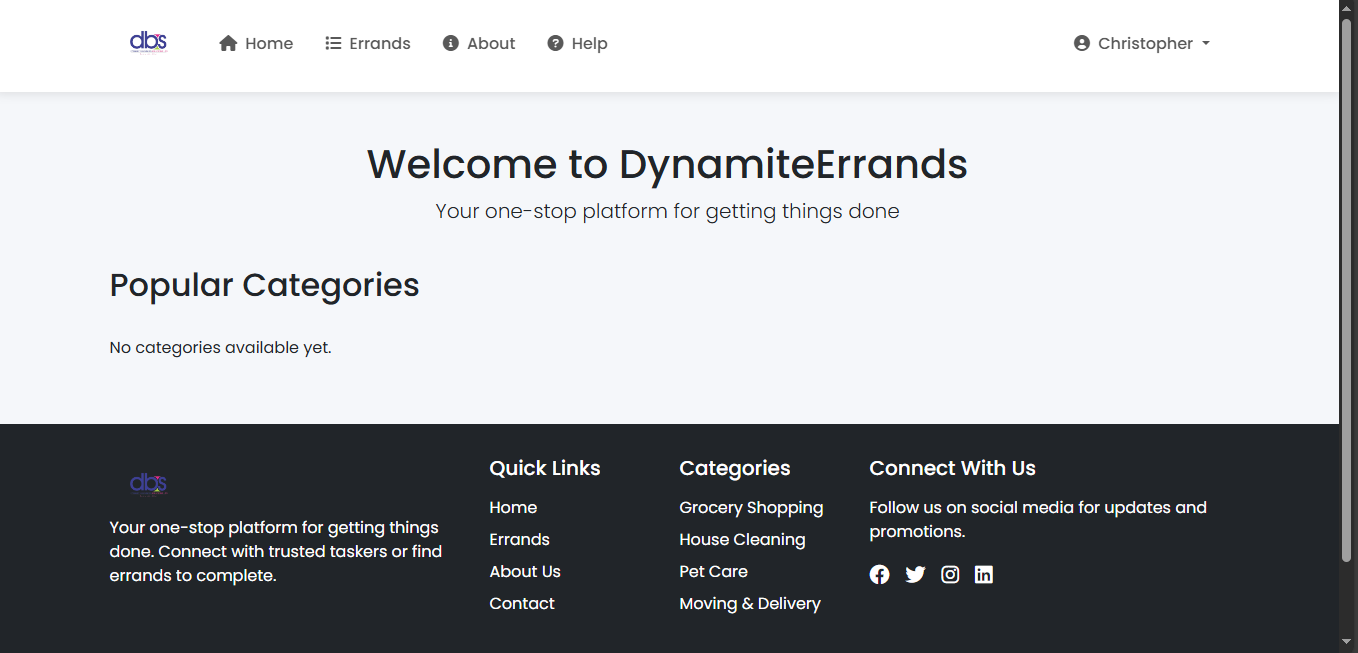 dbs
Home
Errands
About
Help
Christopher
Welcome to DynamiteErrands
Your one-stop platform for getting things done
Popular Categories
No categories available yet.
dbs
Your one-stop platform for getting things
done. Connect with trusted taskers or find
errands to complete.
Quick Links
Home
Errands
About Us
Contact
Categories
Grocery Shopping
House Cleaning
Pet Care
Moving & Delivery
Connect With Us
Follow us on social media for updates and
promotions.